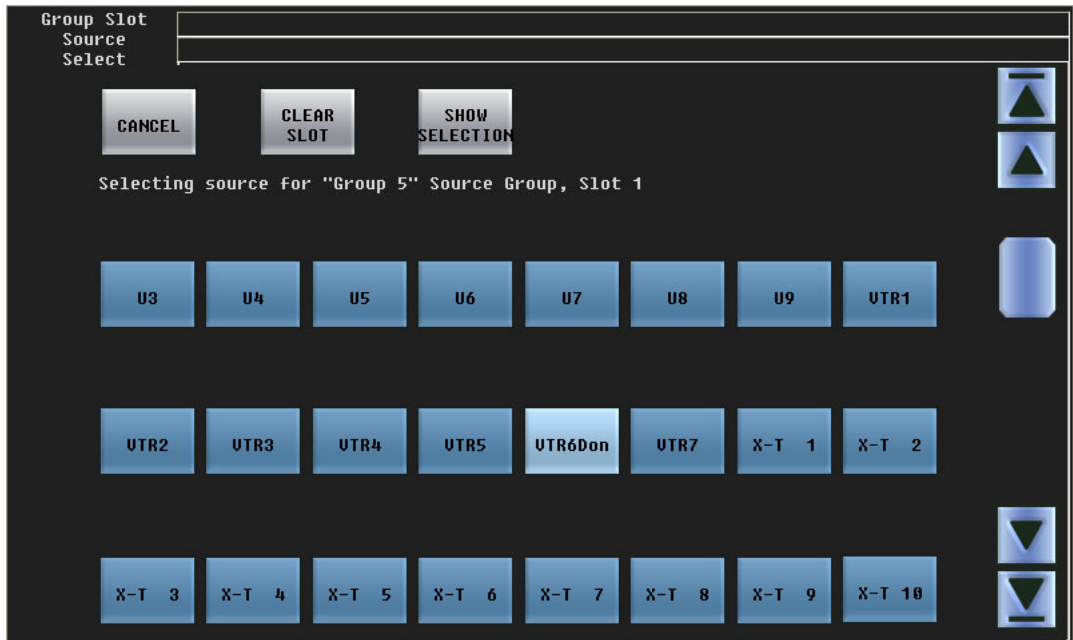 Group Slot
Source
Select
CANCEL
CLEAR
SLOT
SHOW
SELECTION
Selecting source for "Group 5" Source Group, Slot 1
U3
U4
U5
U6
U7
U8
U9
VTR1
VTR2
VTR3
VTR4
VTR5
VTR6Don
VTR7
X-T 1
X-T 2
X-T 3
X-T 4
X-T 5
X-T 6
X-T 7
X-T 8
X-T 9
X-T 10